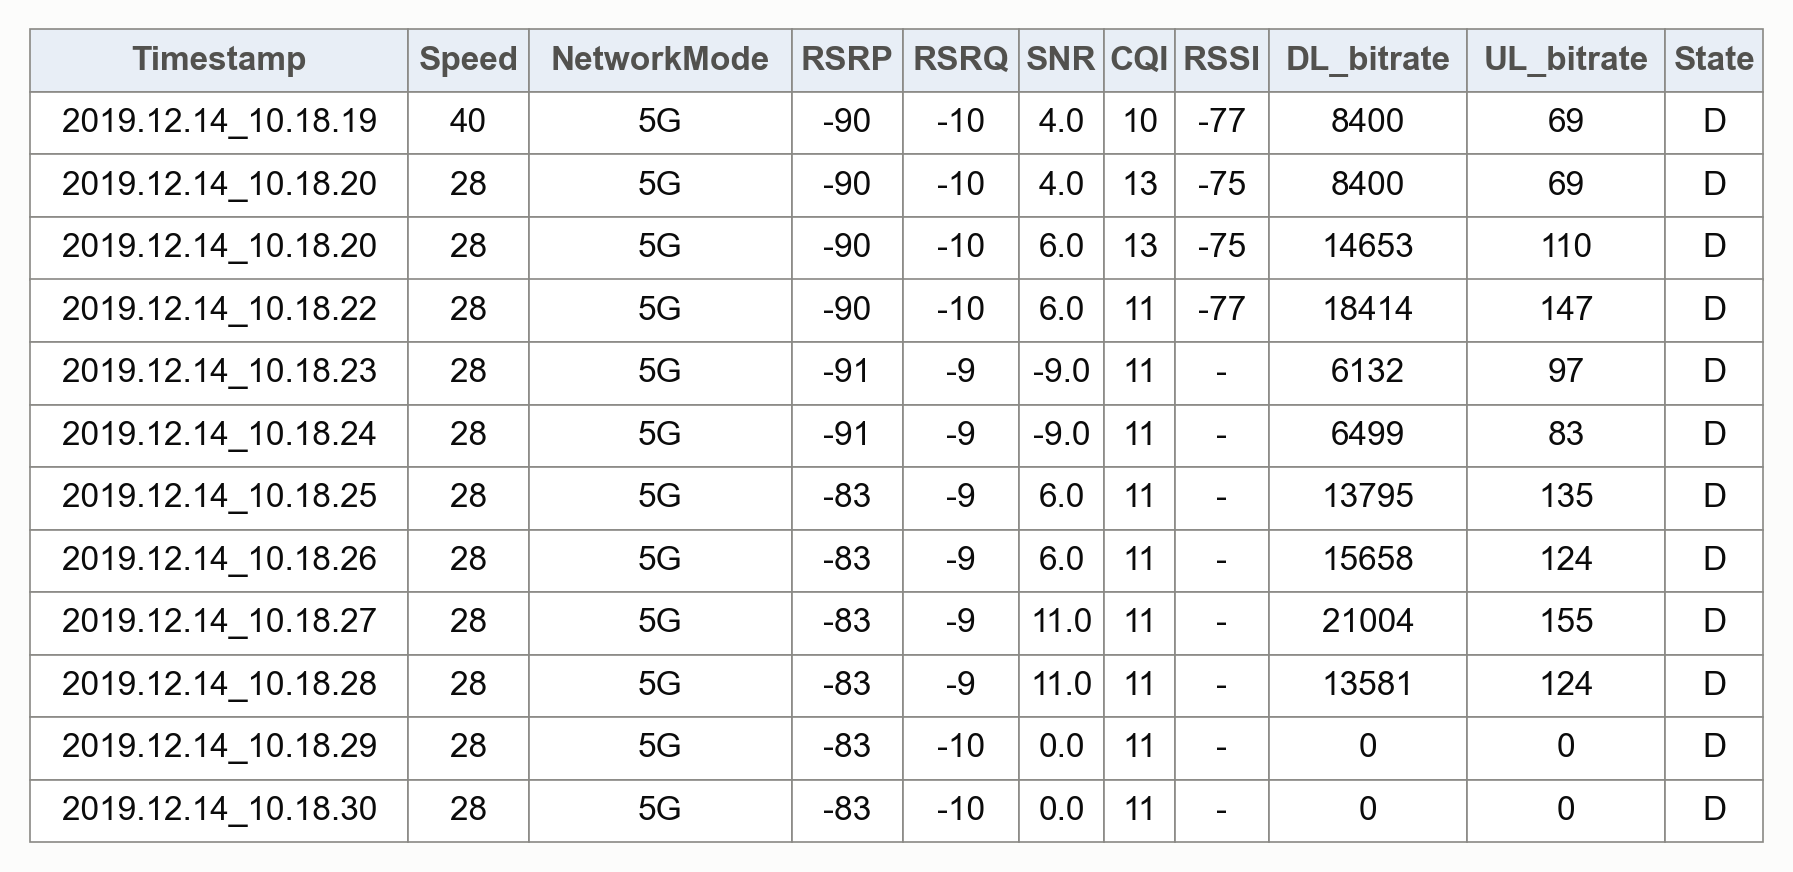 Timestamp Speed NetworkMode RSRP RSRQ SNR CQI RSSI DL_bitrate UL_bitrate State
2019.12.14_10.18.19 40 5G -90 -10 4.0 10 -77 8400 69 D
2019.12.14_10.18.20 28 5G -90 -10 4.0 13 -75 8400 69 D
2019.12.14_10.18.20 28 5G -90 -10 6.0 13 -75 14653 110 D
2019.12.14_10.18.22 28 5G -90 -10 6.0 11 -77 18414 147 D
2019.12.14_10.18.23 28 5G -91 -9 -9.0 11 - 6132 97 D
2019.12.14_10.18.24 28 5G -91 -9 -9.0 11 - 6499 83 D
2019.12.14_10.18.25 28 5G -83 -9 6.0 11 - 13795 135 D
2019.12.14_10.18.26 28 5G -83 -9 6.0 11 - 15658 124 D
2019.12.14_10.18.27 28 5G -83 -9 11.0 11 - 21004 155 D
2019.12.14_10.18.28 28 5G -83 -9 11.0 11 - 13581 124 D
2019.12.14_10.18.29 28 5G -83 -10 0.0 11 - 0 0 D
2019.12.14_10.18.30 28 5G -83 -10 0.0 11 - 0 0 D